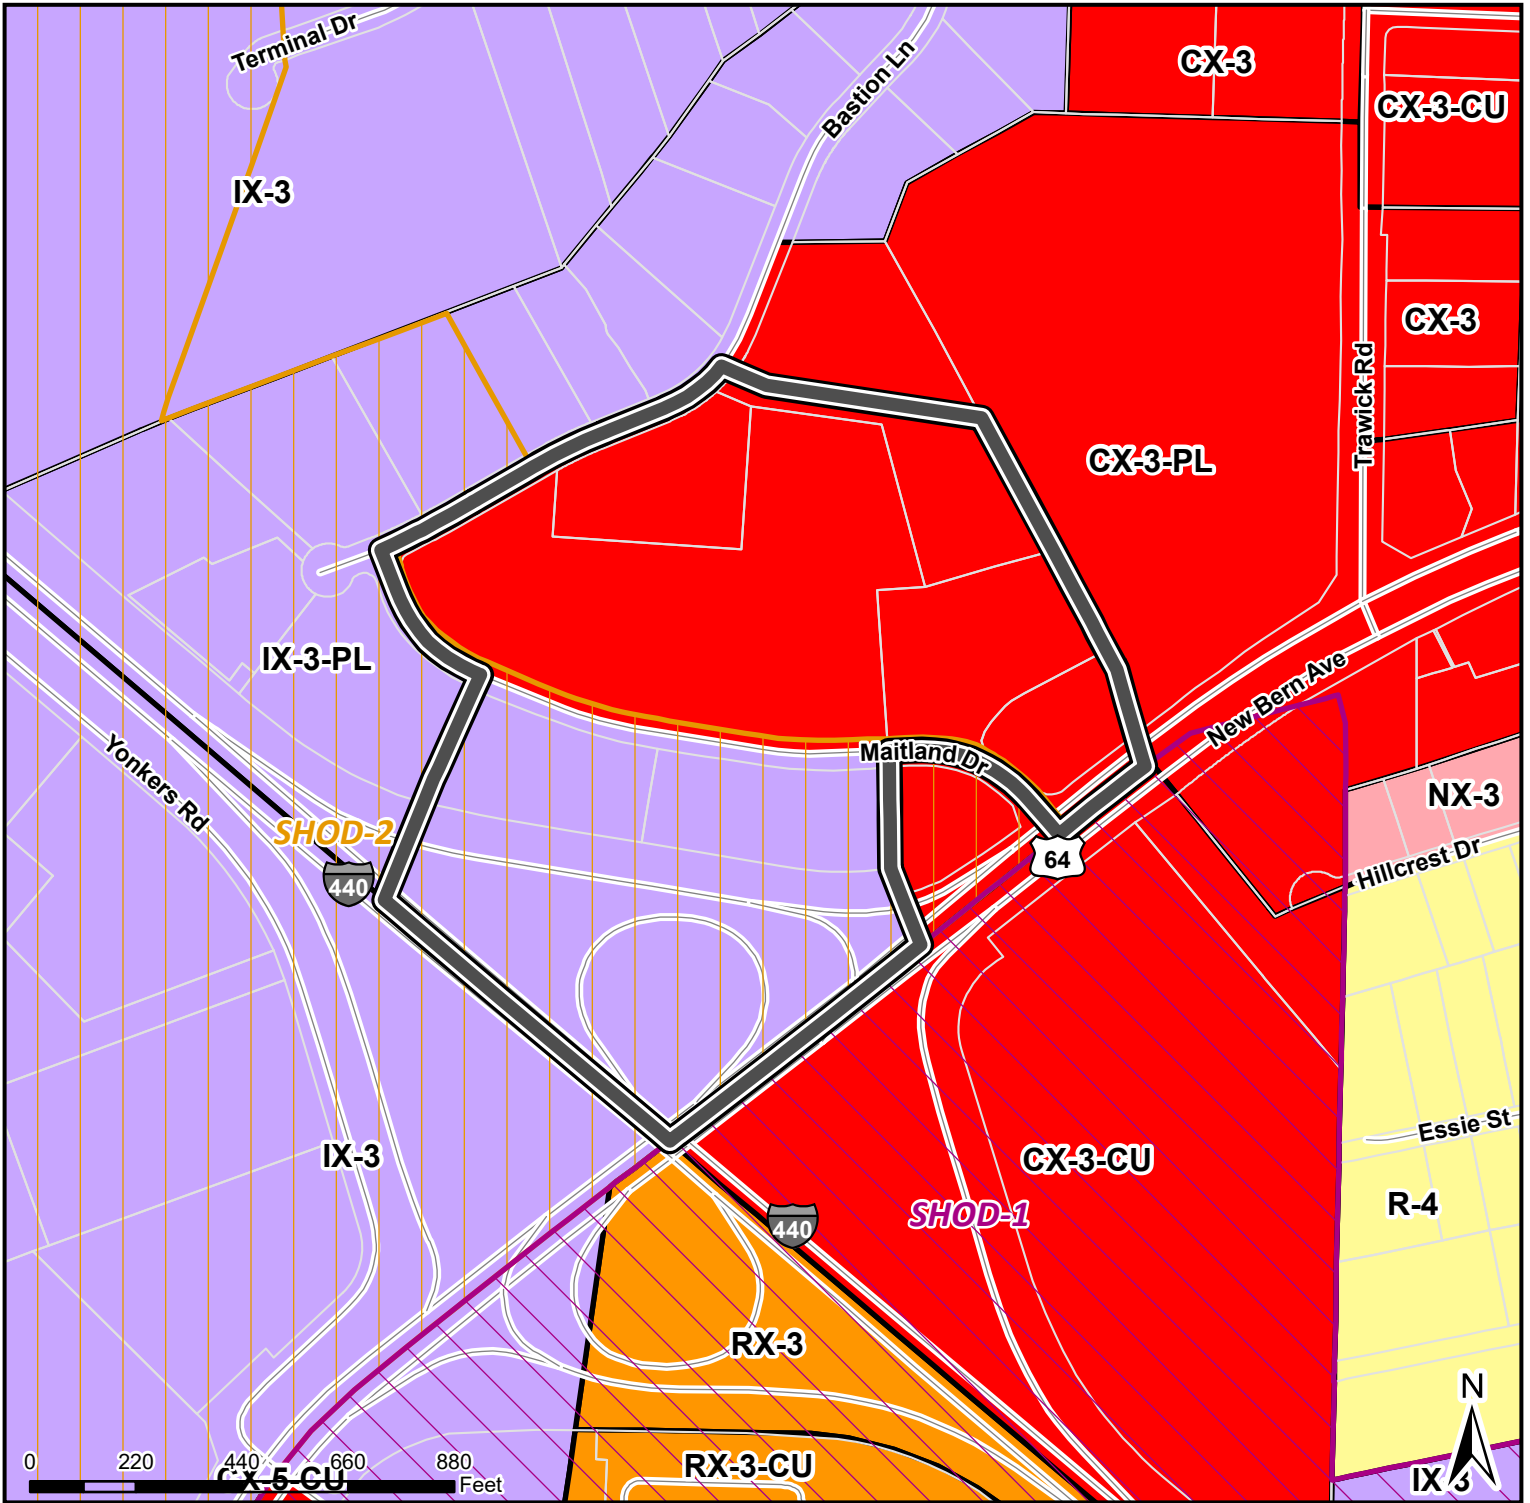 Terminal Dr
Bastion Ln
CX-3
CX-3-CU
IX-3
CX-3
Trawick Rd
CX-3-PL
IX-3-PL
New Bern Ave
Maitland Dr
Yonkers Rd
NX-3
SHOD-2
64
Hillcrest Dr
440
Essie St
IX-3
CX-3-CU
R-4
SHOD-1
440
RX-3
N
0 220 440 660 880
Feet
CX-5-CU
RX-3-CU
IX-3